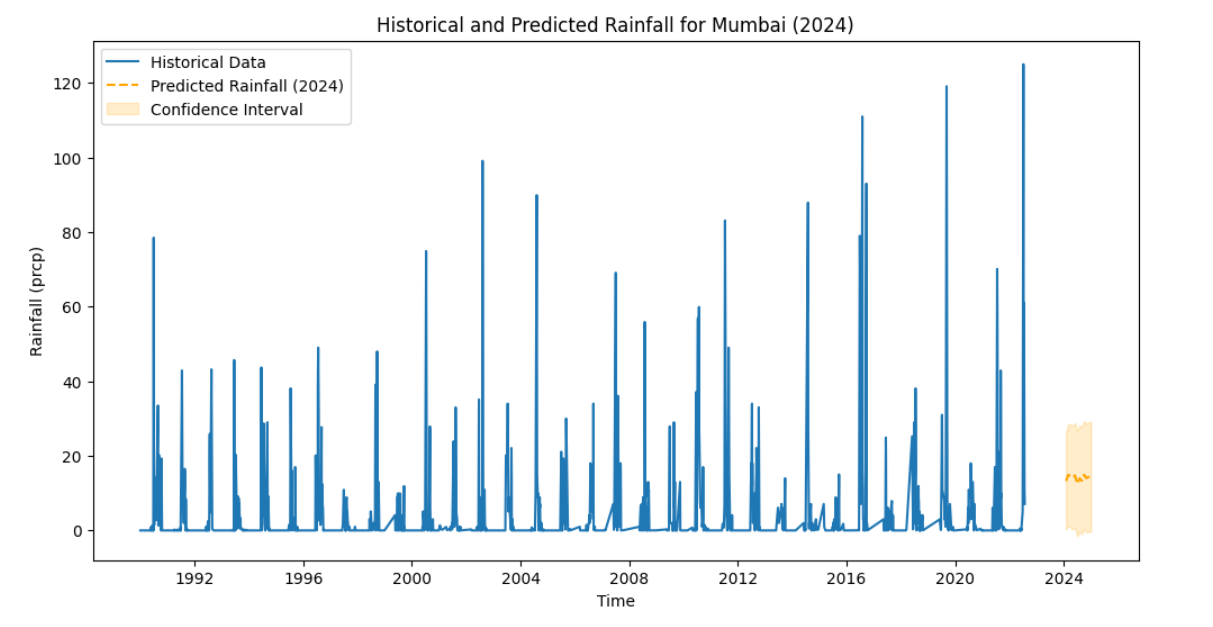 Historical and Predicted Rainfall for Mumbai (2024)
Historical Data
Predicted Rainfall (2024)
Confidence Interval
120
100
80
60
40
20
0
Rainfall (prcp)
1992 1996 2000 2004 2008 2012 2016 2020 2024
Time